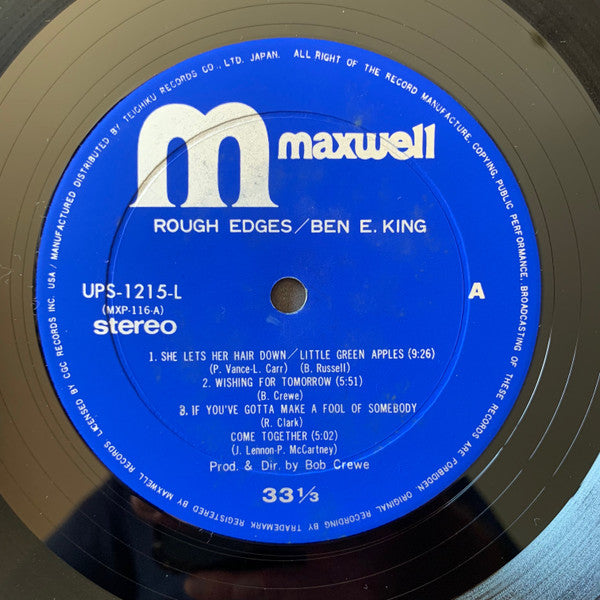 MANUFACTURED DISTRIBUTED BY TEICHIKU RECORDS CO., LTD. JAPAN. ALL RIGHT OF THE RECORD MANUFACTURE, COPYING, PUBLIC PERFORMANCE, BROADCASTING OF THESE RECORDS ARE FORBIDDEN. ORIGINAL RECORDING BY TRADEMARK REGISTERED BY MAXWELL RECORDS. LICENSED BY CGC RECORDS INC. USA/
m maxwell
ROUGH EDGES/BEN E. KING
UPS-1215-L
A
(MXP-116-A)
stereo
1. SHE LETS HER HAIR DOWN/LITTLE GREEN APPLES (9:26)
(P. Vance-L. Carr) (B. Russell)
2. WISHING FOR TOMORROW (5:51)
(B. Crewe)
3. IF YOU'VE GOTTA MAKE A FOOL OF SOMEBODY
(R. Clark)
COME TOGETHER (5:02)
(J. Lennon-P. McCartney)
Prod. & Dir. by Bob Crewe
33 1/3